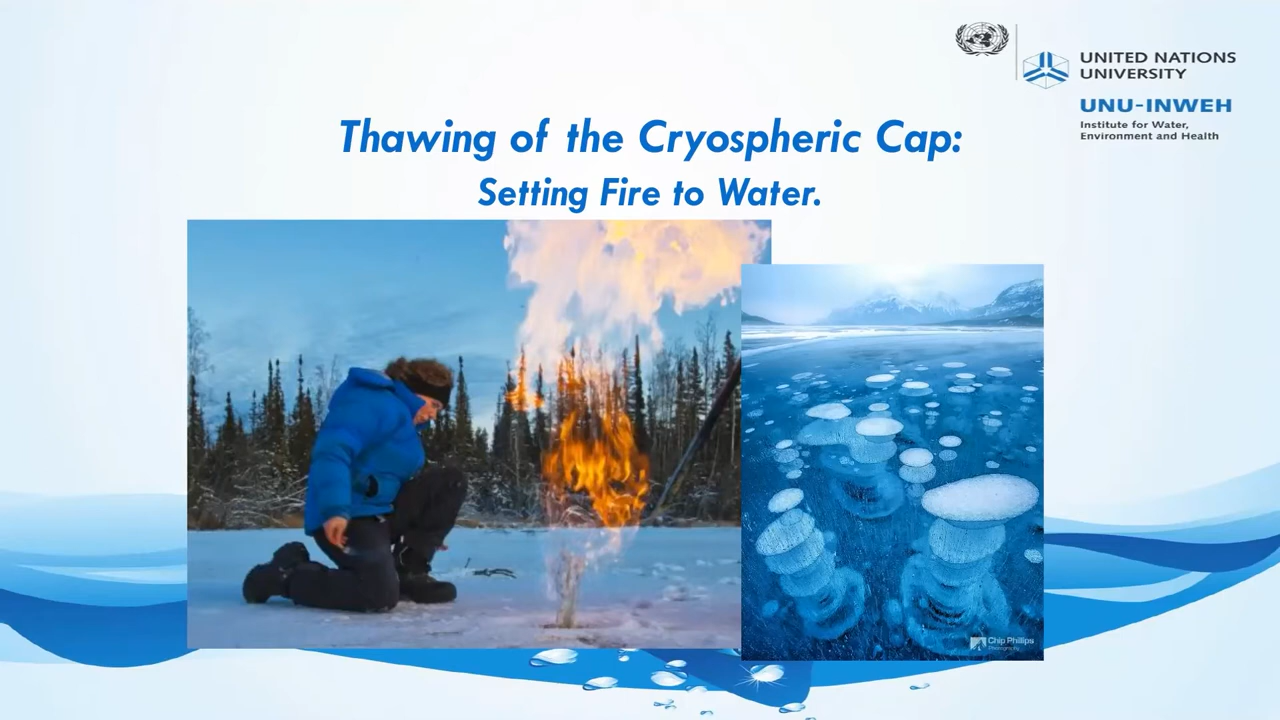 UNITED NATIONS
UNIVERSITY
UNU-INWEH
Institute for Water,
Environment and Health
Thawing of the Cryospheric Cap:
Setting Fire to Water.
Chip Phillips
Photography